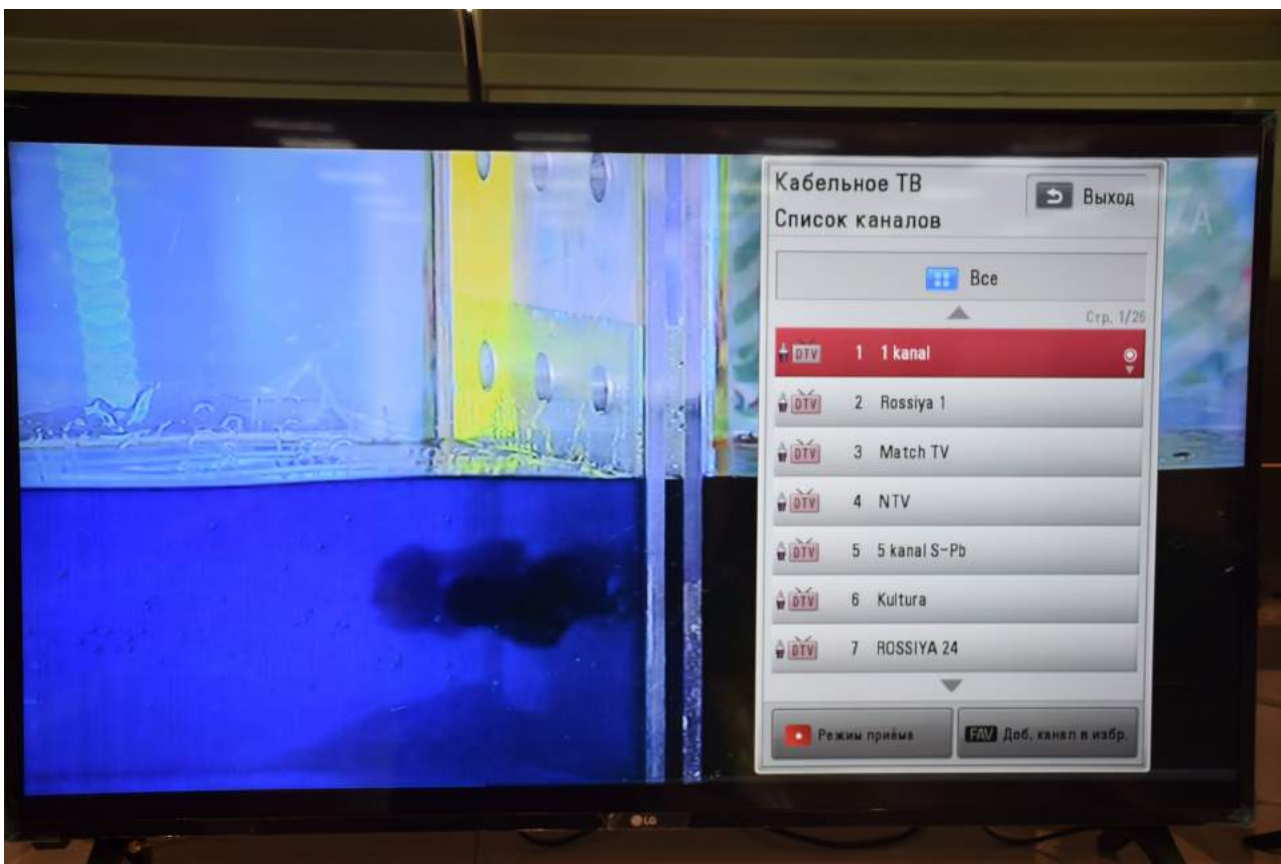 Кабельное ТВ
Список каналов
Выход
Все
Стр. 1/26
DTV 1 1 kanal
DTV 2 Rossiya 1
DTV 3 Match TV
DTV 4 NTV
DTV 5 5 kanal S-Pb
DTV 6 Kultura
DTV 7 ROSSIYA 24
Режим приёма
FAV Доб. канал в избр.
LG